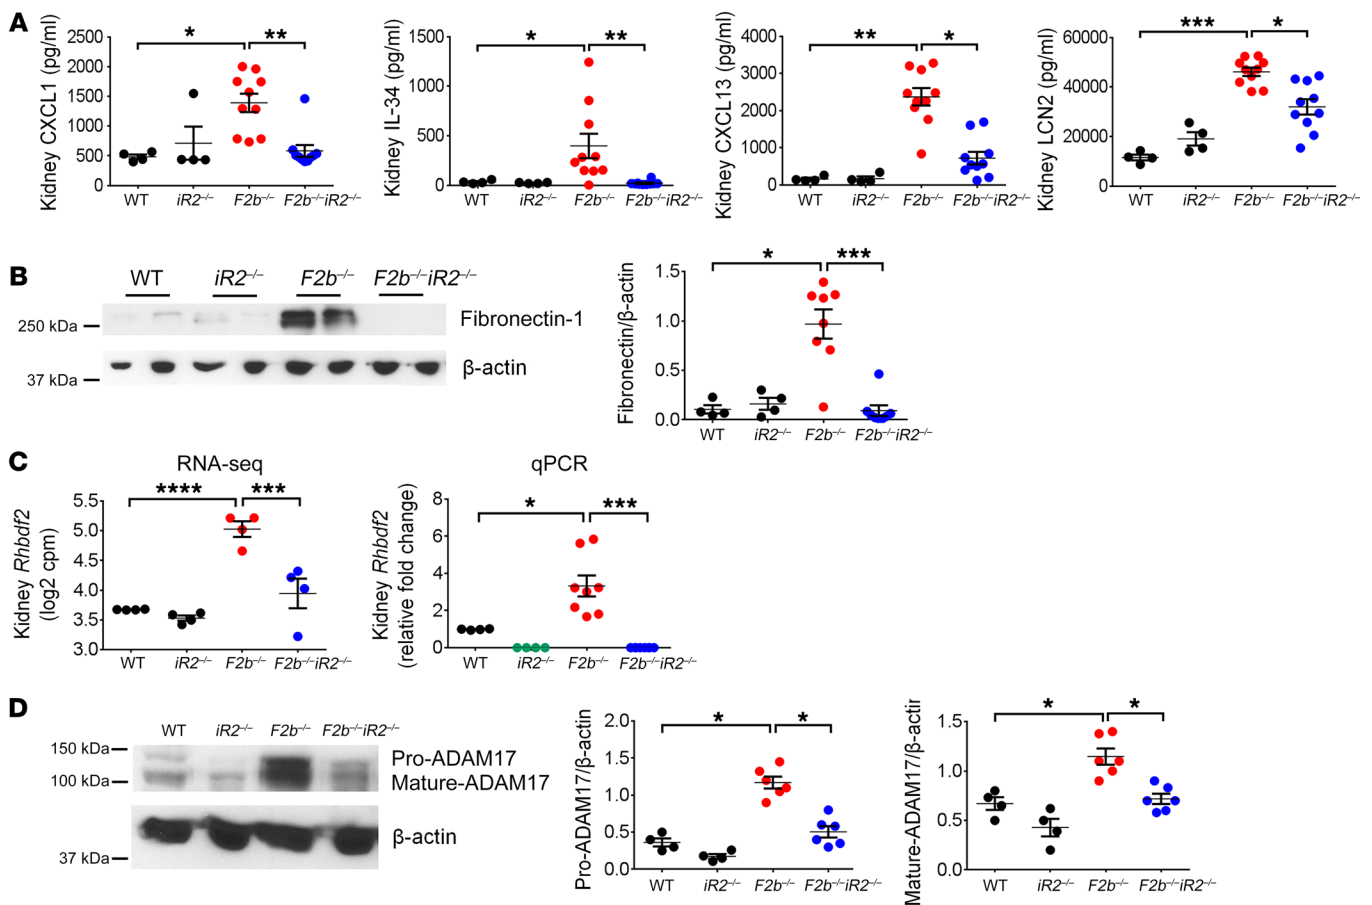 A
Kidney CXCL1 (pg/ml)
2500
2000
1500
1000
500
0
* **
WT iR2–/– F2b–/– F2b–/–iR2–/–
Kidney IL-34 (pg/ml)
1500
1000
500
0
* **
WT iR2–/– F2b–/– F2b–/–iR2–/–
Kidney CXCL13 (pg/ml)
4000
3000
2000
1000
0
** *
WT iR2–/– F2b–/– F2b–/–iR2–/–
Kidney LCN2 (pg/ml)
60000
40000
20000
0
*** *
WT iR2–/– F2b–/– F2b–/–iR2–/–
B
WT iR2–/– F2b–/– F2b–/–iR2–/–
250 kDa
Fibronectin-1
β-actin
37 kDa
Fibronectin/β-actin
1.5
1.0
0.5
0.0
* ***
WT iR2–/– F2b–/– F2b–/–iR2–/–
C
RNA-seq
Kidney Rhbdf2
(log2 cpm)
5.5
5.0
4.5
4.0
3.5
3.0
**** ***
WT iR2–/– F2b–/– F2b–/–iR2–/–
qPCR
Kidney Rhbdf2
(relative fold change)
8
6
4
2
0
* ***
WT iR2–/– F2b–/– F2b–/–iR2–/–
D
WT iR2–/– F2b–/– F2b–/–iR2–/–
150 kDa
100 kDa
Pro-ADAM17
Mature-ADAM17
β-actin
37 kDa
Pro-ADAM17/β-actin
2.0
1.5
1.0
0.5
0.0
* *
WT iR2–/– F2b–/– F2b–/–iR2–/–
Mature-ADAM17/β-actin
1.5
1.0
0.5
0.0
* *
WT iR2–/– F2b–/– F2b–/–iR2–/–